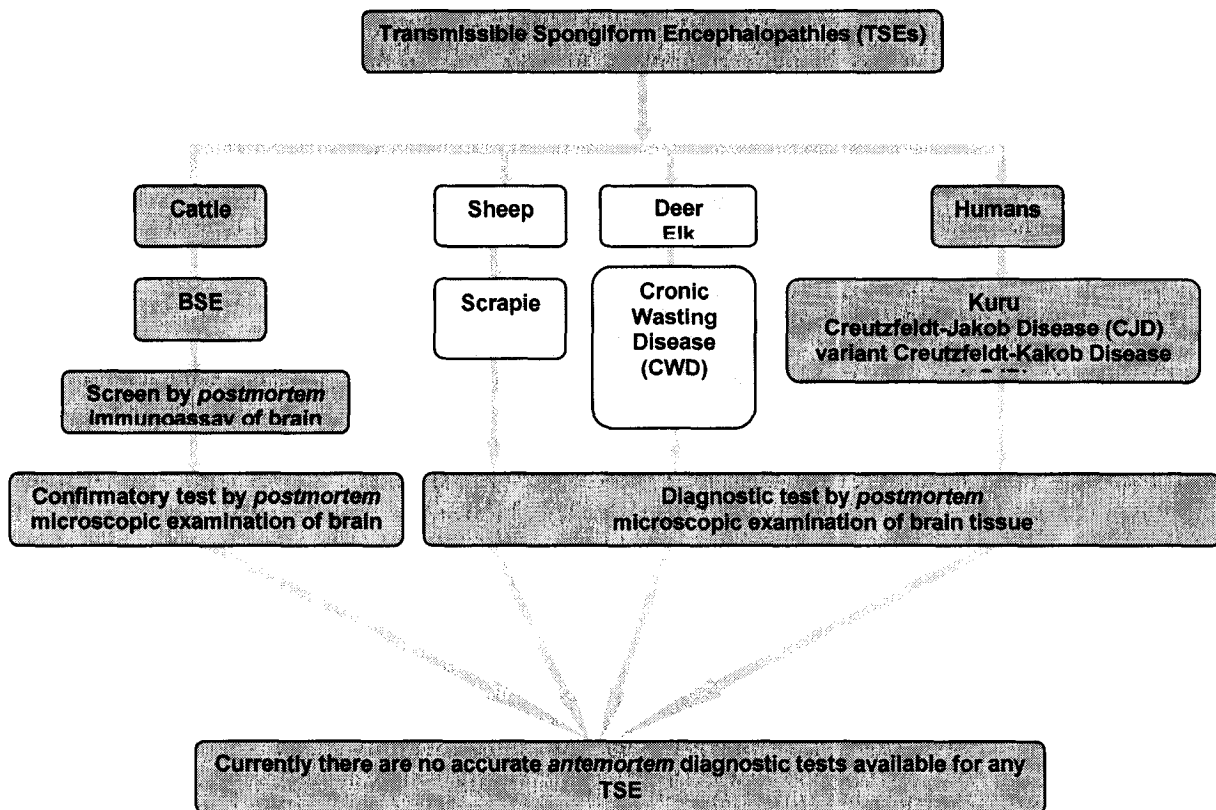 Transmissible Spongiform Encephalopathies (TSEs)
Cattle
Sheep
Deer
Elk
Humans
BSE
Scrapie
Cronic
Wasting
Disease
(CWD)
Kuru
Creutzfeldt-Jakob Disease (CJD)
variant Creutzfeldt-Kakob Disease
Screen by postmortem
immunoassay of brain
Confirmatory test by postmortem
microscopic examination of brain
Diagnostic test by postmortem
microscopic examination of brain tissue
Currently there are no accurate antemortem diagnostic tests available for any
TSE